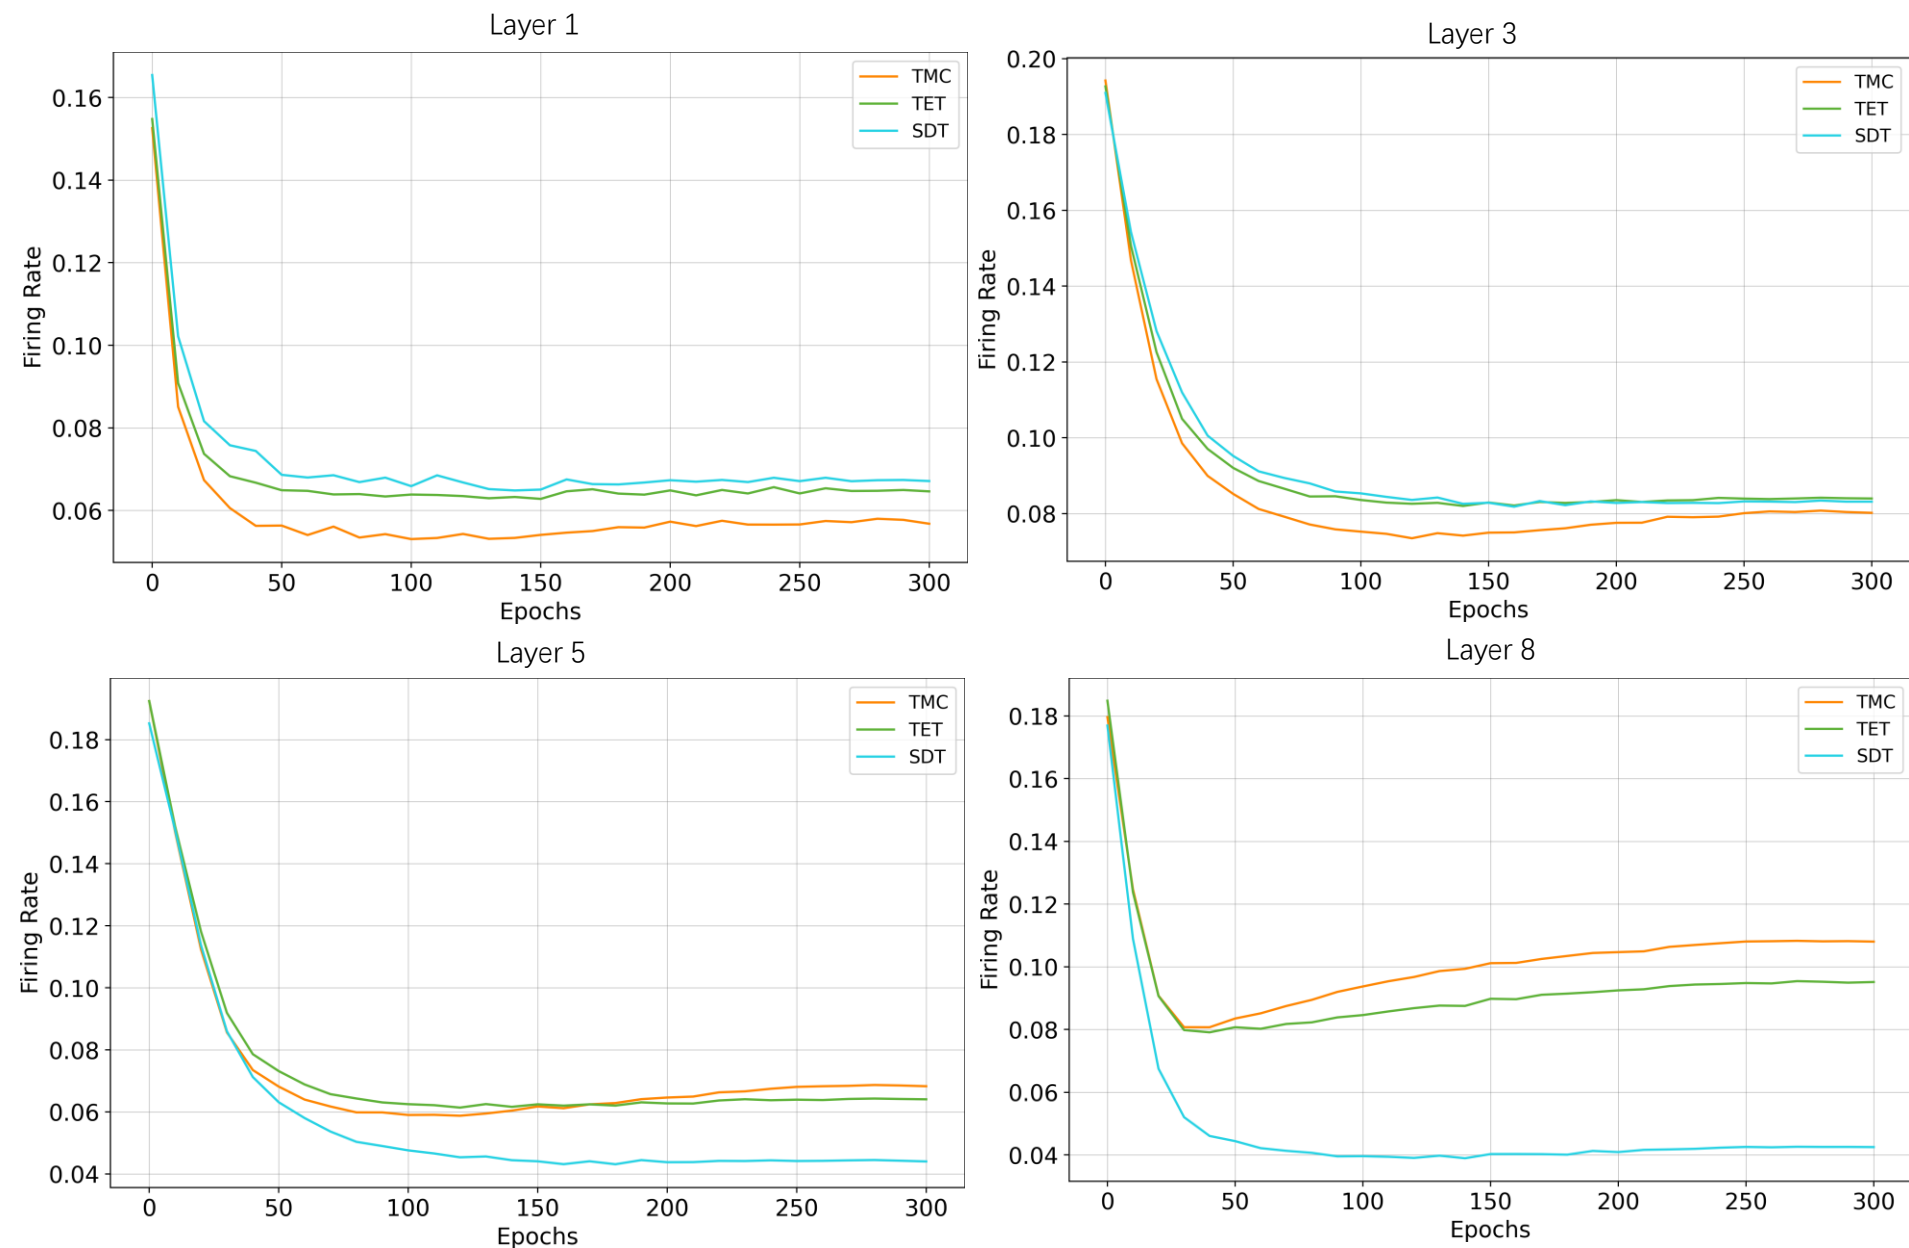 Layer 1
0.16
0.14
0.12
0.10
0.08
0.06
Firing Rate
TMC
TET
SDT
0 50 100 150 200 250 300
Epochs
Layer 3
0.20
0.18
0.16
0.14
0.12
0.10
0.08
Firing Rate
TMC
TET
SDT
0 50 100 150 200 250 300
Epochs
Layer 5
0.18
0.16
0.14
0.12
0.10
0.08
0.06
0.04
Firing Rate
TMC
TET
SDT
0 50 100 150 200 250 300
Epochs
Layer 8
0.18
0.16
0.14
0.12
0.10
0.08
0.06
0.04
Firing Rate
TMC
TET
SDT
0 50 100 150 200 250 300
Epochs